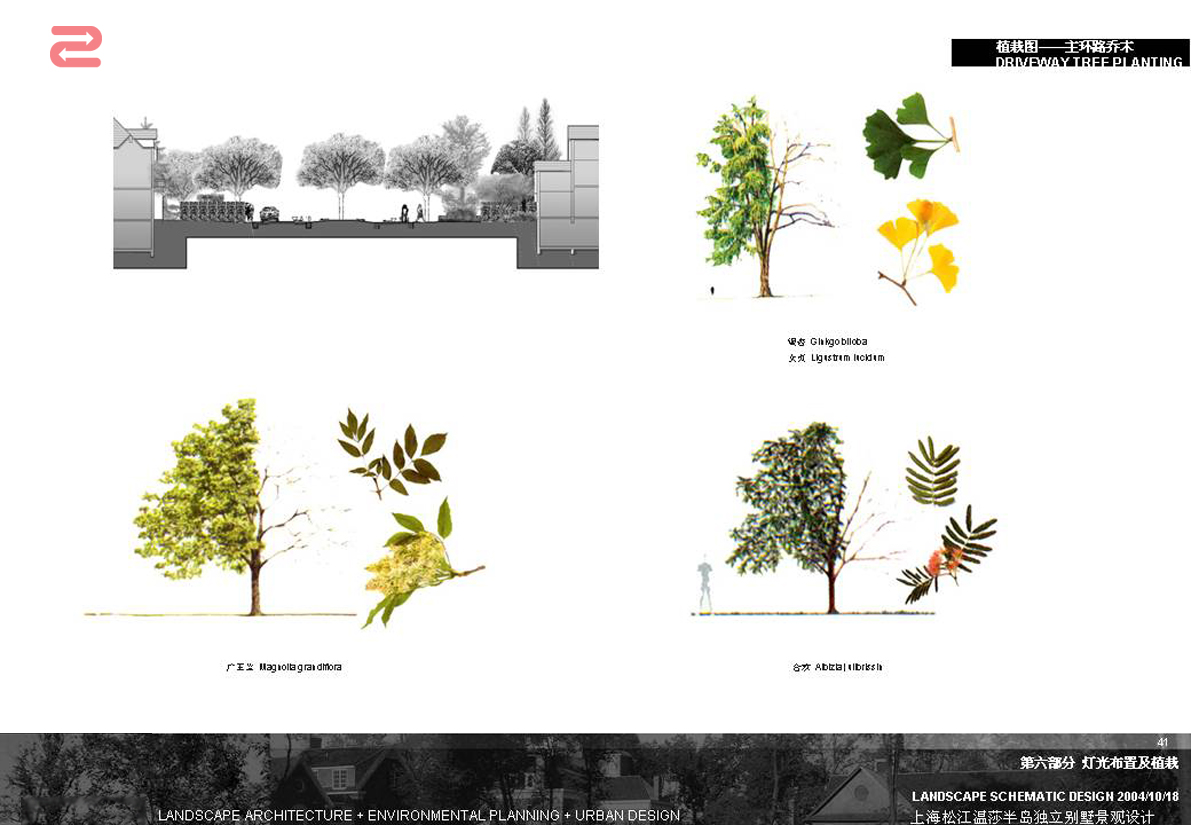 植栽图——主环路乔木
DRIVEWAY TREE PLANTING
银杏 Ginkgo biloba
女贞 Ligustrum lucidum
广玉兰 Magnolia grandiflora
合欢 Albizia julibrissin
41
第六部分 灯光布置及植栽
LANDSCAPE SCHEMATIC DESIGN 2004/10/18
LANDSCAPE ARCHITECTURE + ENVIRONMENTAL PLANNING + URBAN DESIGN
上海松江温莎半岛独立别墅景观设计